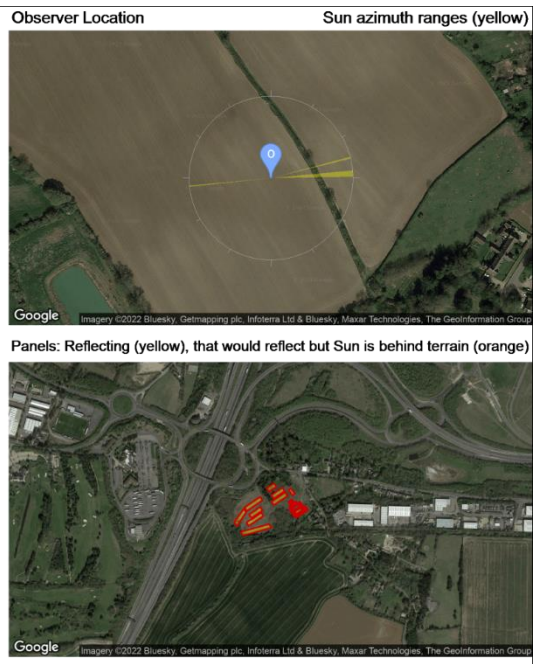 Observer Location
Sun azimuth ranges (yellow)
O
Google
Imagery ©2022 Bluesky, Getmapping plc, Infoterra Ltd & Bluesky, Maxar Technologies, The GeoInformation Group
Panels: Reflecting (yellow), that would reflect but Sun is behind terrain (orange)
Google
Imagery ©2022 Bluesky, Getmapping plc, Infoterra Ltd & Bluesky, Maxar Technologies, The GeoInformation Group